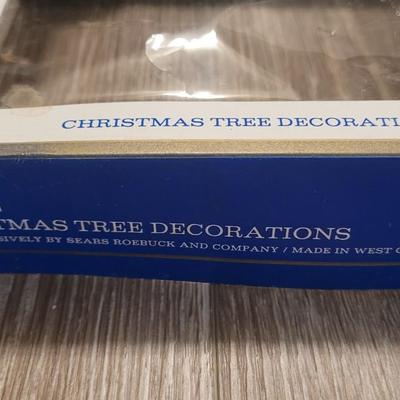 CHRISTMAS TREE DECORATI
TMAS TREE DECORATIONS
SIVELY BY SEARS ROEBUCK AND COMPANY / MADE IN WEST G